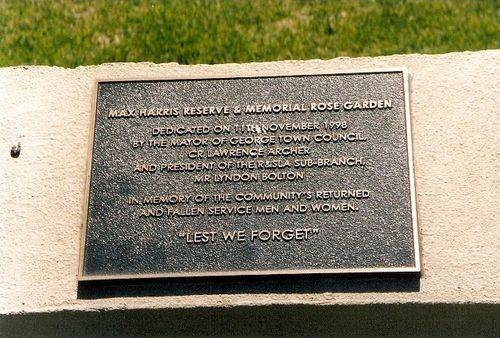 MAX HARRIS RESERVE & MEMORIAL ROSE GARDEN
DEDICATED ON 11TH NOVEMBER 1998
BY THE MAYOR OF GEORGE TOWN COUNCIL.
CR LAWRENCE ARCHER
AND PRESIDENT OF THE R&SLA SUB-BRANCH.
MR LYNDON BOLTON
IN MEMORY OF THE COMMUNITY'S RETURNED
AND FALLEN SERVICE MEN AND WOMEN.
"LEST WE FORGET"